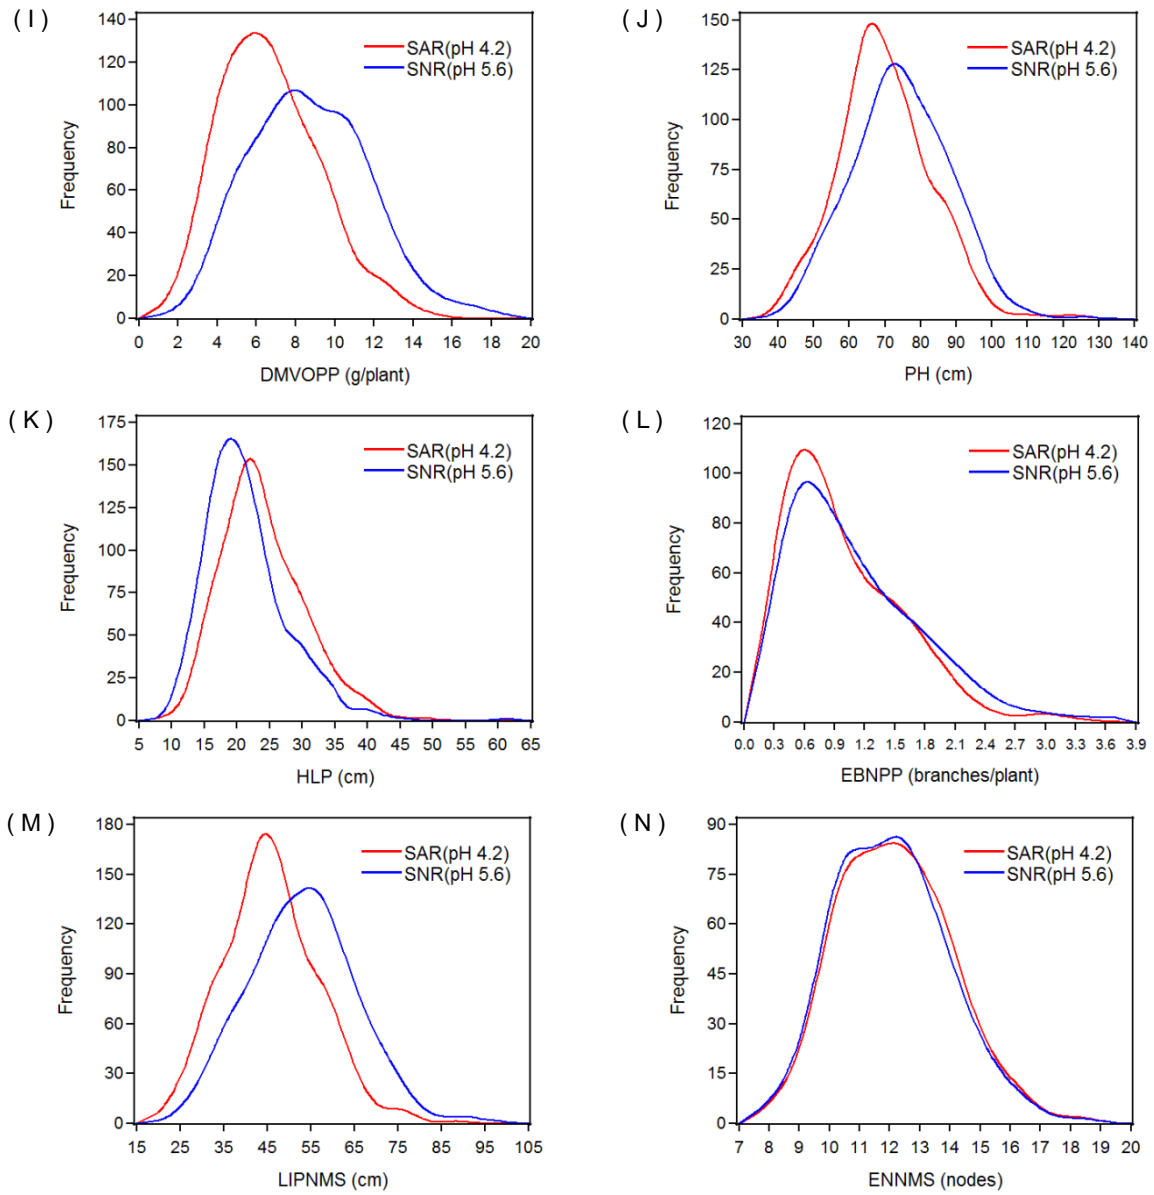 (I)
140
120
100
80
60
40
20
0
Frequency
SAR(pH 4.2)
SNR(pH 5.6)
0 2 4 6 8 10 12 14 16 18 20
DMVOPP (g/plant)
(J)
150
125
100
75
50
25
0
Frequency
SAR(pH 4.2)
SNR(pH 5.6)
30 40 50 60 70 80 90 100 110 120 130 140
PH (cm)
(K)
175
150
125
100
75
50
25
0
Frequency
SAR(pH 4.2)
SNR(pH 5.6)
5 10 15 20 25 30 35 40 45 50 55 60 65
HLP (cm)
(L)
120
100
80
60
40
20
0
Frequency
SAR(pH 4.2)
SNR(pH 5.6)
0.0 0.3 0.6 0.9 1.2 1.5 1.8 2.1 2.4 2.7 3.0 3.3 3.6 3.9
EBNPP (branches/plant)
(M)
180
150
120
90
60
30
0
Frequency
SAR(pH 4.2)
SNR(pH 5.6)
15 25 35 45 55 65 75 85 95 105
LIPNMS (cm)
(N)
90
75
60
45
30
15
0
Frequency
SAR(pH 4.2)
SNR(pH 5.6)
7 8 9 10 11 12 13 14 15 16 17 18 19 20
ENNMS (nodes)